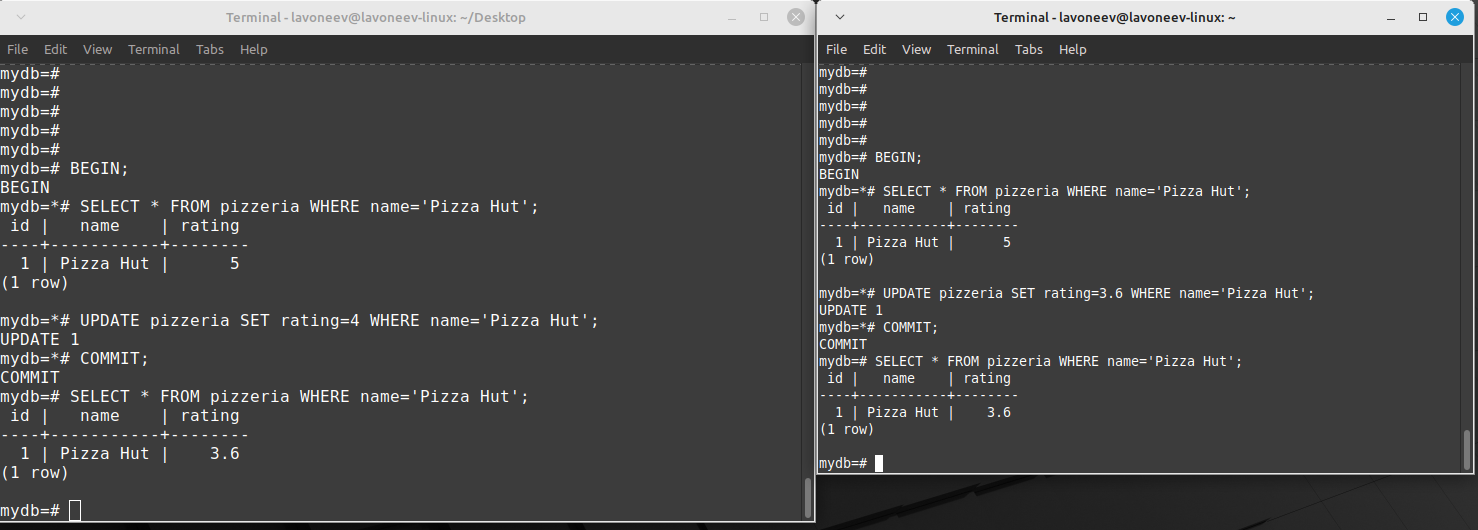 Terminal - lavoneev@lavoneev-linux: ~/Desktop
File Edit View Terminal Tabs Help
mydb=#
mydb=#
mydb=#
mydb=#
mydb=#
mydb=# BEGIN;
BEGIN
mydb=*# SELECT * FROM pizzeria WHERE name='Pizza Hut';
 id |   name    | rating
----+-----------+--------
  1 | Pizza Hut |      5
(1 row)

mydb=*# UPDATE pizzeria SET rating=4 WHERE name='Pizza Hut';
UPDATE 1
mydb=*# COMMIT;
COMMIT
mydb=# SELECT * FROM pizzeria WHERE name='Pizza Hut';
 id |   name    | rating
----+-----------+--------
  1 | Pizza Hut |    3.6
(1 row)

mydb=#
Terminal - lavoneev@lavoneev-linux: ~
File Edit View Terminal Tabs Help
mydb=#
mydb=#
mydb=#
mydb=#
mydb=#
mydb=# BEGIN;
BEGIN
mydb=*# SELECT * FROM pizzeria WHERE name='Pizza Hut';
 id |   name    | rating
----+-----------+--------
  1 | Pizza Hut |      5
(1 row)

mydb=*# UPDATE pizzeria SET rating=3.6 WHERE name='Pizza Hut';
UPDATE 1
mydb=*# COMMIT;
COMMIT
mydb=# SELECT * FROM pizzeria WHERE name='Pizza Hut';
 id |   name    | rating
----+-----------+--------
  1 | Pizza Hut |    3.6
(1 row)

mydb=#